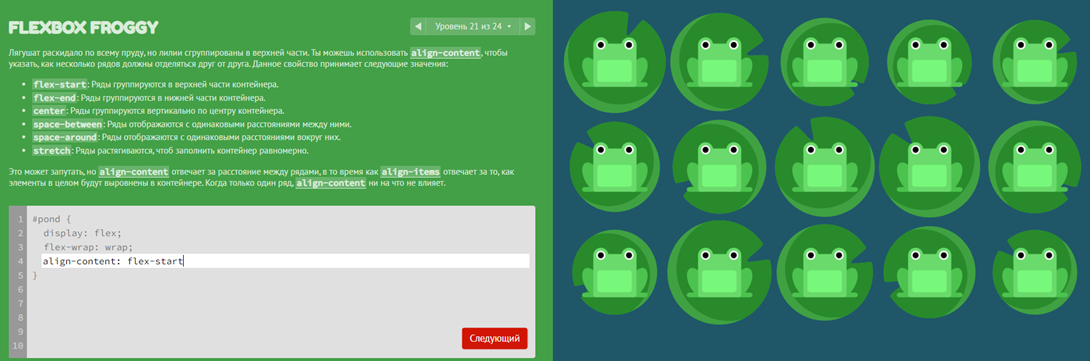 FLEXBOX FROGGY
Уровень 21 из 24
Лягушат раскидало по всему пруду, но лилии сгруппированы в верхней части. Ты можешь использовать align-content, чтобы
указать, как несколько рядов должны отделяться друг от друга. Данное свойство принимает следующие значения:
flex-start: Ряды группируются в верхней части контейнера.
flex-end: Ряды группируются в нижней части контейнера.
center: Ряды группируются вертикально по центру контейнера.
space-between: Ряды отображаются с одинаковыми расстояниями между ними.
space-around: Ряды отображаются с одинаковыми расстояниями вокруг них.
stretch: Ряды растягиваются, чтоб заполнить контейнер равномерно.
Это может запутать, но align-content отвечает за расстояние между рядами, в то время как align-items отвечает за то, как
элементы в целом будут выровнены в контейнере. Когда только один ряд, align-content ни на что не влияет.
1 #pond {
2 display: flex;
3 flex-wrap: wrap;
4 align-content: flex-start
5 }
6
7
8
9
10
Следующий